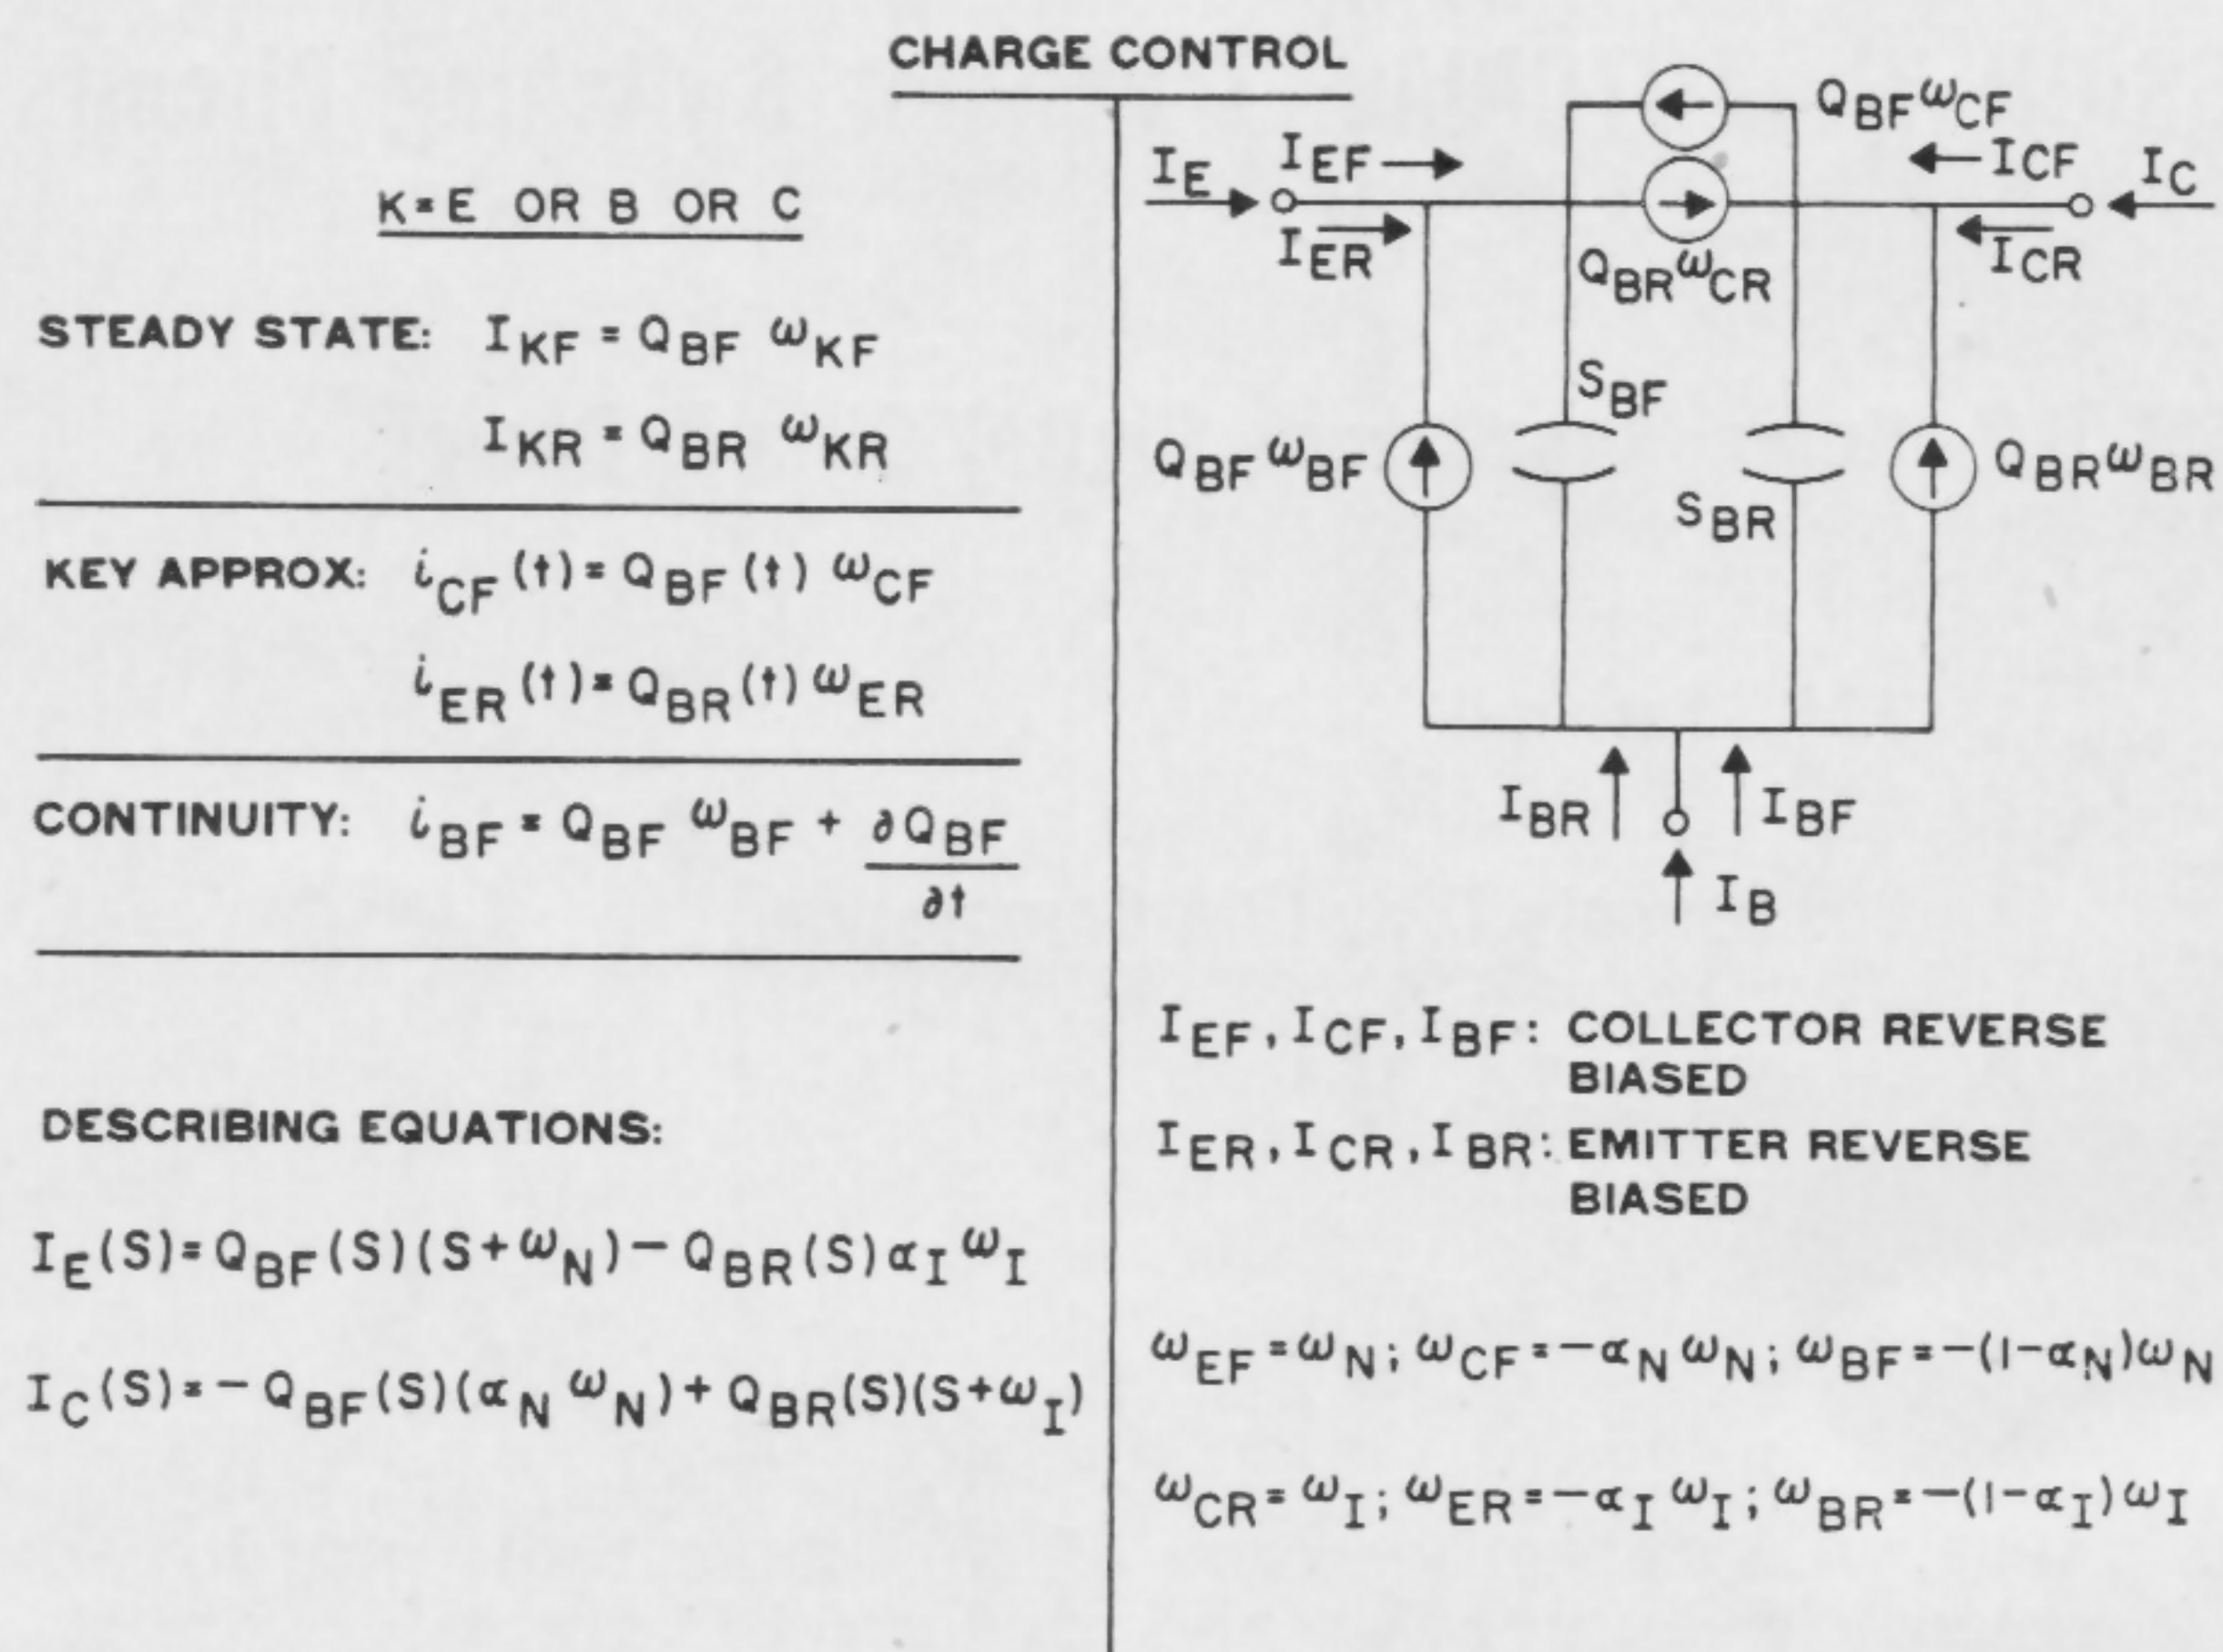 CHARGE CONTROL
K=E OR B OR C
STEADY STATE: I_KF = Q_BF ω_KF
I_KR = Q_BR ω_KR
KEY APPROX: i_CF (t) = Q_BF (t) ω_CF
i_ER (t) = Q_BR (t) ω_ER
CONTINUITY: i_BF = Q_BF ω_BF + ∂Q_BF / ∂t
DESCRIBING EQUATIONS:
I_E(S) = Q_BF(S)(S+ω_N) − Q_BR(S) α_I ω_I
I_C(S) = − Q_BF(S)(α_N ω_N) + Q_BR(S)(S+ω_I)
Q_BF ω_CF
I_E I_EF I_CF I_C
I_ER Q_BR ω_CR I_CR
S_BF
Q_BF ω_BF Q_BR ω_BR
S_BR
I_BR I_BF
I_B
I_EF, I_CF, I_BF: COLLECTOR REVERSE
BIASED
I_ER, I_CR, I_BR: EMITTER REVERSE
BIASED
ω_EF = ω_N; ω_CF = −α_N ω_N; ω_BF = −(1−α_N)ω_N
ω_CR = ω_I; ω_ER = −α_I ω_I; ω_BR = −(1−α_I)ω_I